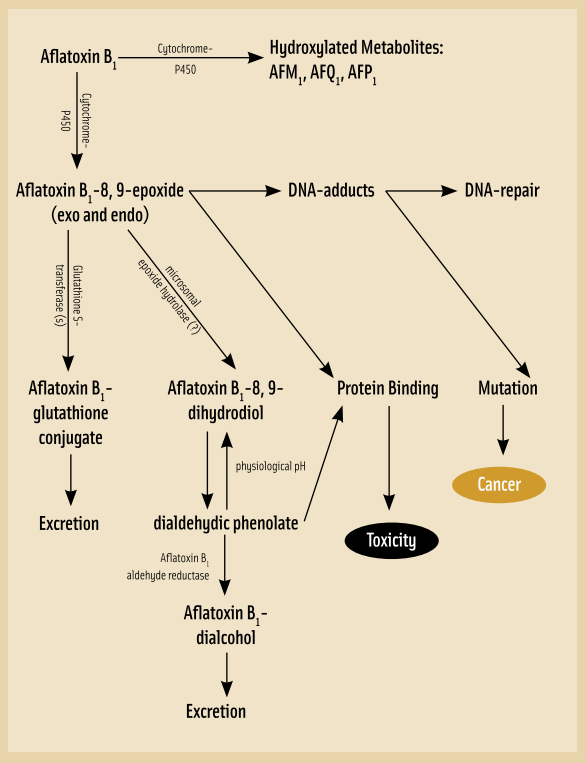 Aflatoxin B1
Cytochrome-
P450
Hydroxylated Metabolites:
AFM1, AFQ1, AFP1
Cytochrome-
P450
Aflatoxin B1-8, 9-epoxide
(exo and endo)
DNA-adducts
DNA-repair
Glutathione S-
transferase (s)
microsomal
epoxide hydrolase (?)
Aflatoxin B1-
glutathione
conjugate
Aflatoxin B1-8, 9-
dihydrodiol
Protein Binding
Mutation
physiological pH
Cancer
Excretion
dialdehydic phenolate
Toxicity
Aflatoxin B1
aldehyde reductase
Aflatoxin B1-
dialcohol
Excretion